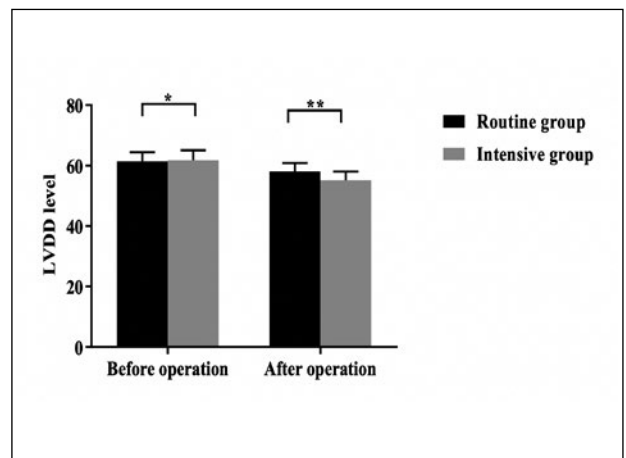 80
60
40
20
0
LVDD level
*
**
Before operation
After operation
Routine group
Intensive group